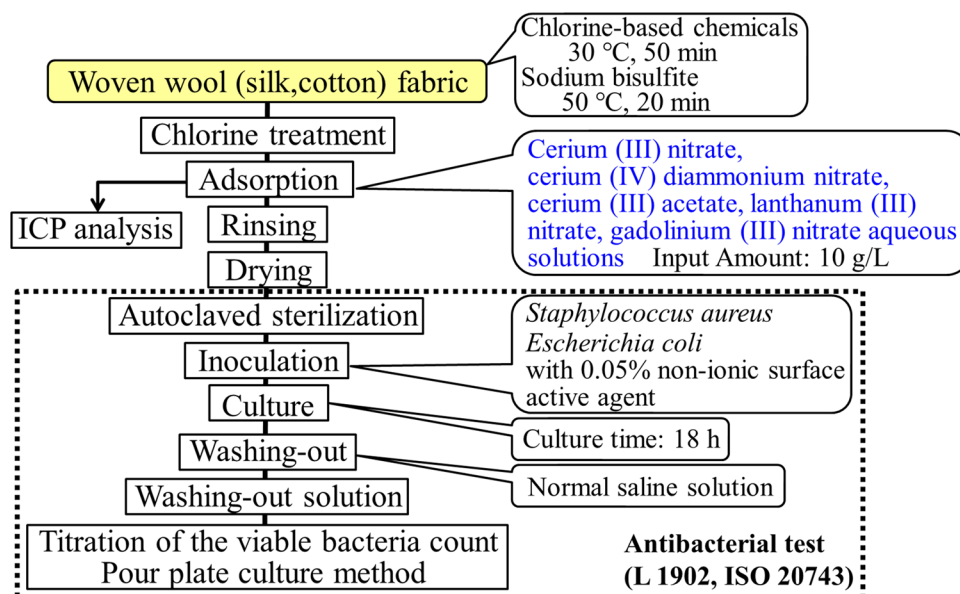 Chlorine-based chemicals
30 ℃, 50 min
Sodium bisulfite
50 ℃, 20 min
Woven wool (silk,cotton) fabric
Chlorine treatment
Adsorption
Cerium (III) nitrate,
cerium (IV) diammonium nitrate,
cerium (III) acetate, lanthanum (III)
nitrate, gadolinium (III) nitrate aqueous
solutions Input Amount: 10 g/L
ICP analysis
Rinsing
Drying
Autoclaved sterilization
Inoculation
Staphylococcus aureus
Escherichia coli
with 0.05% non-ionic surface
active agent
Culture
Culture time: 18 h
Washing-out
Normal saline solution
Washing-out solution
Titration of the viable bacteria count
Pour plate culture method
Antibacterial test
(L 1902, ISO 20743)